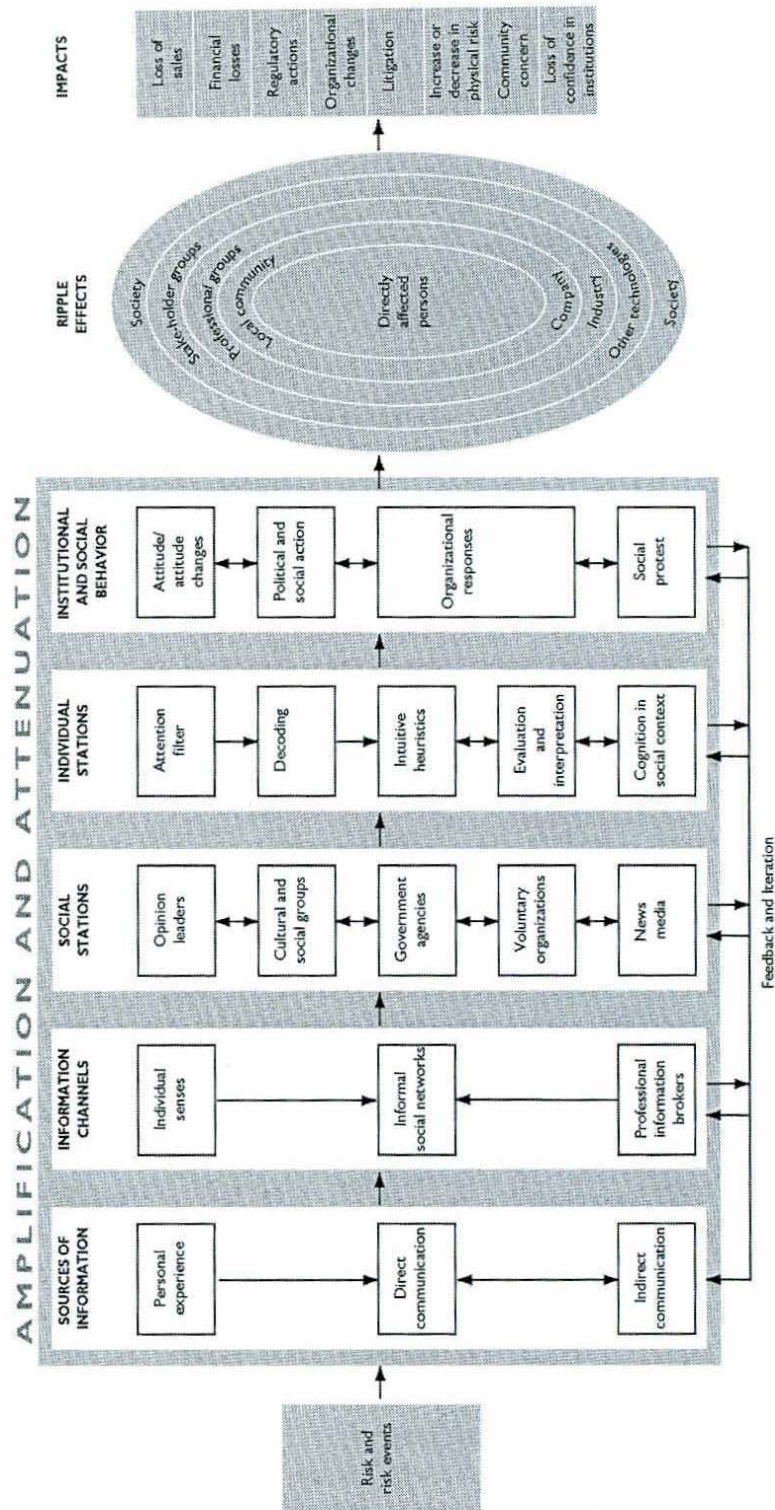 AMPLIFICATION AND ATTENUATION
Risk and
risk events
SOURCES OF
INFORMATION
Personal
experience
Direct
communication
Indirect
communication
INFORMATION
CHANNELS
Individual
senses
Informal
social networks
Professional
information
brokers
SOCIAL
STATIONS
Opinion
leaders
Cultural and
social groups
Government
agencies
Voluntary
organizations
News
media
INDIVIDUAL
STATIONS
Attention
filter
Decoding
Intuitive
heuristics
Evaluation
and
interpretation
Cognition in
social context
INSTITUTIONAL
AND SOCIAL
BEHAVIOR
Attitude/
attitude
changes
Political and
social action
Organizational
responses
Social
protest
Feedback and Iteration
RIPPLE
EFFECTS
Society
Stake-holder groups
Professional groups
Local community
Directly
affected
persons
Company
Industry
Other technologies
Society
IMPACTS
Loss of
sales
Financial
losses
Regulatory
actions
Organizational
changes
Litigation
Increase or
decrease in
physical risk
Community
concern
Loss of
confidence in
institutions